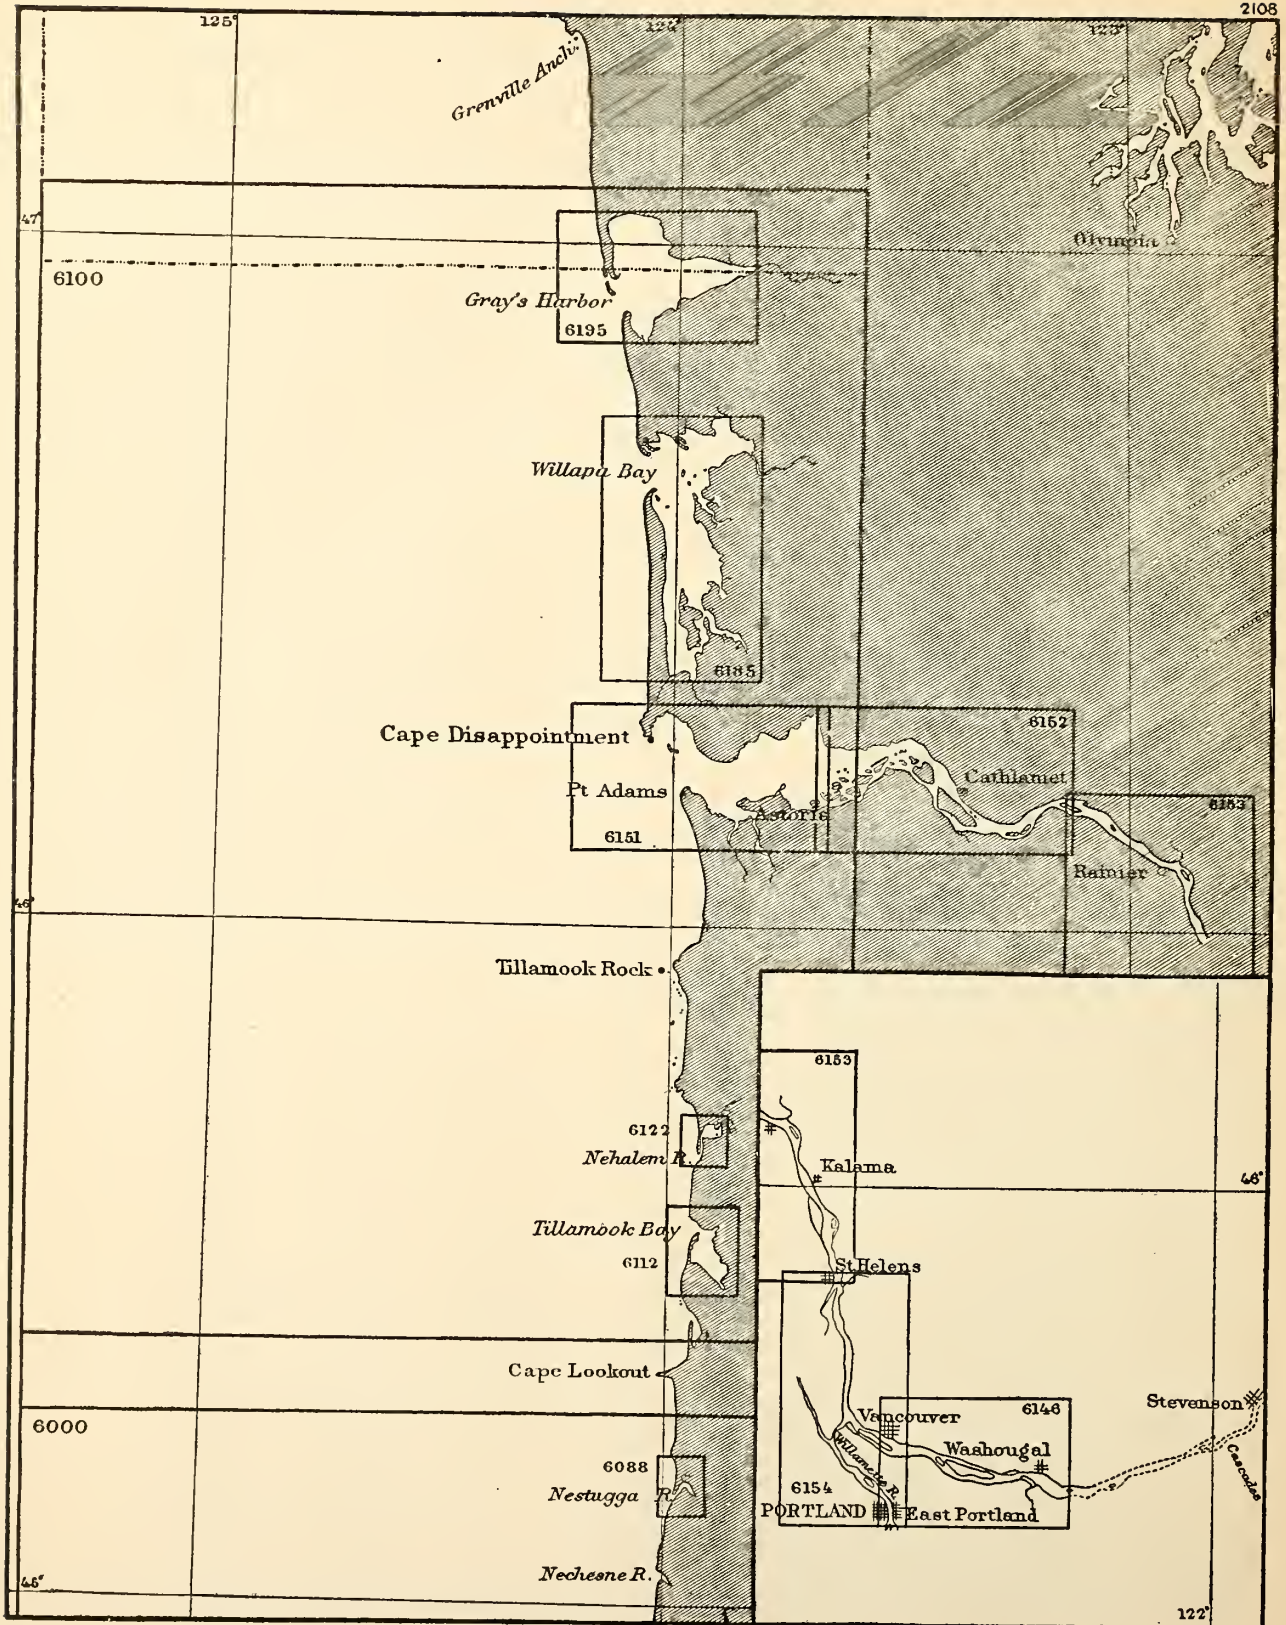 2108
125°
124°
123°
Grenville Anch.
47°
Olympia
6100
Gray's Harbor
6195
Willapa Bay
6185
Cape Disappointment
6152
Cathlamet
Pt Adams
Astoria
6153
6151
Rainier
46°
Tillamook Rock
6153
6122
Nehalem R.
Kalama
46°
Tillamook Bay
6112
St Helens
Cape Lookout
6000
Vancouver
6146
Stevenson
Washougal
Cascades
6088
Willamette R.
Nestugga R.
6154
PORTLAND
East Portland
Nechesne R.
45°
122°